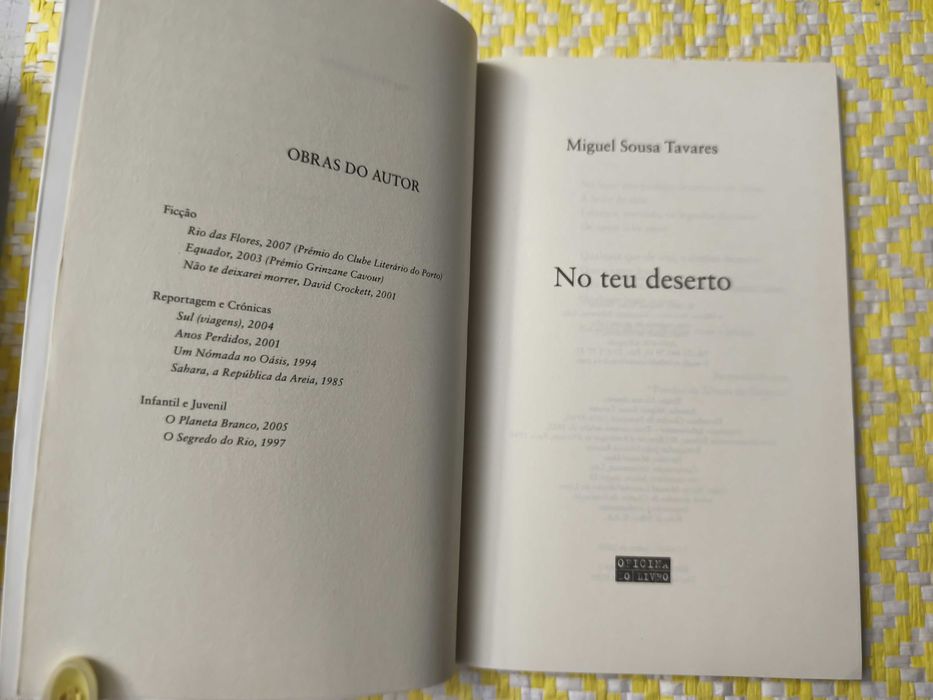 OBRAS DO AUTOR
Ficção
Rio das Flores, 2007 (Prémio do Clube Literário do Porto)
Equador, 2003 (Prémio Grinzane Cavour)
Não te deixarei morrer, David Crockett, 2001
Reportagem e Crónicas
Sul (viagens), 2004
Anos Perdidos, 2001
Um Nómada no Oásis, 1994
Sahara, a República da Areia, 1985
Infantil e Juvenil
O Planeta Branco, 2005
O Segredo do Rio, 1997
Miguel Sousa Tavares
No teu deserto
OFICINA
DO LIVRO